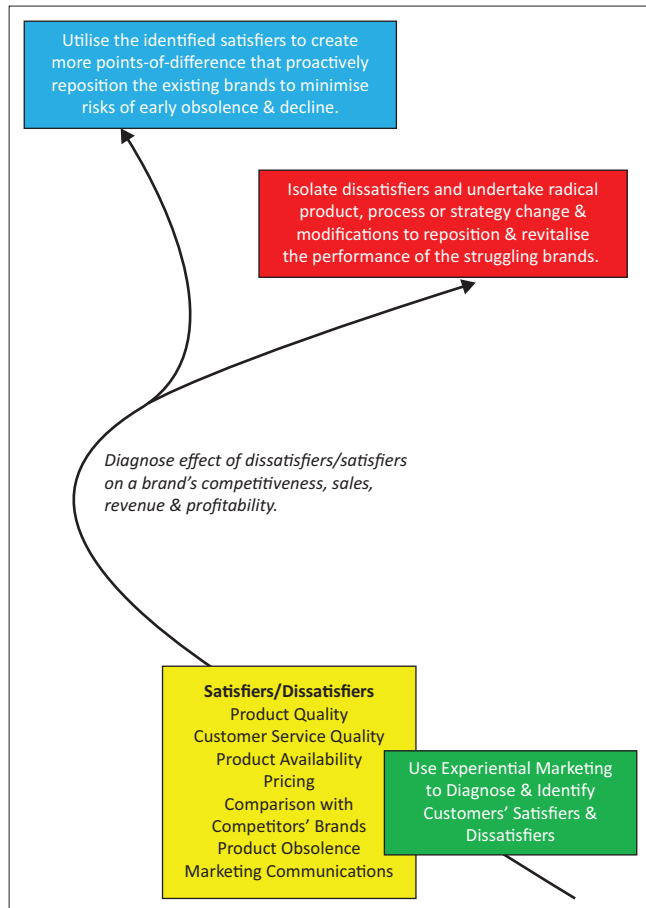 Utilise the identified satisfiers to create
more points-of-difference that proactively
reposition the existing brands to minimise
risks of early obsolence & decline.
Isolate dissatisfiers and undertake radical
product, process or strategy change &
modifications to reposition & revitalise
the performance of the struggling brands.
Diagnose effect of dissatisfiers/satisfiers
on a brand's competitiveness, sales,
revenue & profitability.
Satisfiers/Dissatisfiers
Product Quality
Customer Service Quality
Product Availability
Pricing
Comparison with
Competitors' Brands
Product Obsolence
Marketing Communications
Use Experiential Marketing
to Diagnose & Identify
Customers' Satisfiers &
Dissatisfiers